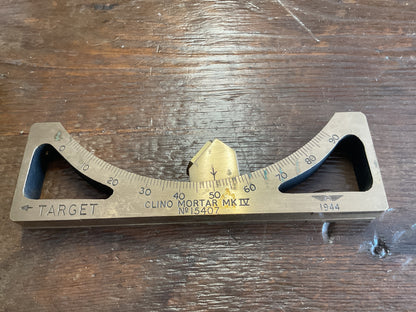 0 10 20 30 40 50 60 70 80 90
CLINO MORTAR MK IV
← TARGET Nº 15407 1944